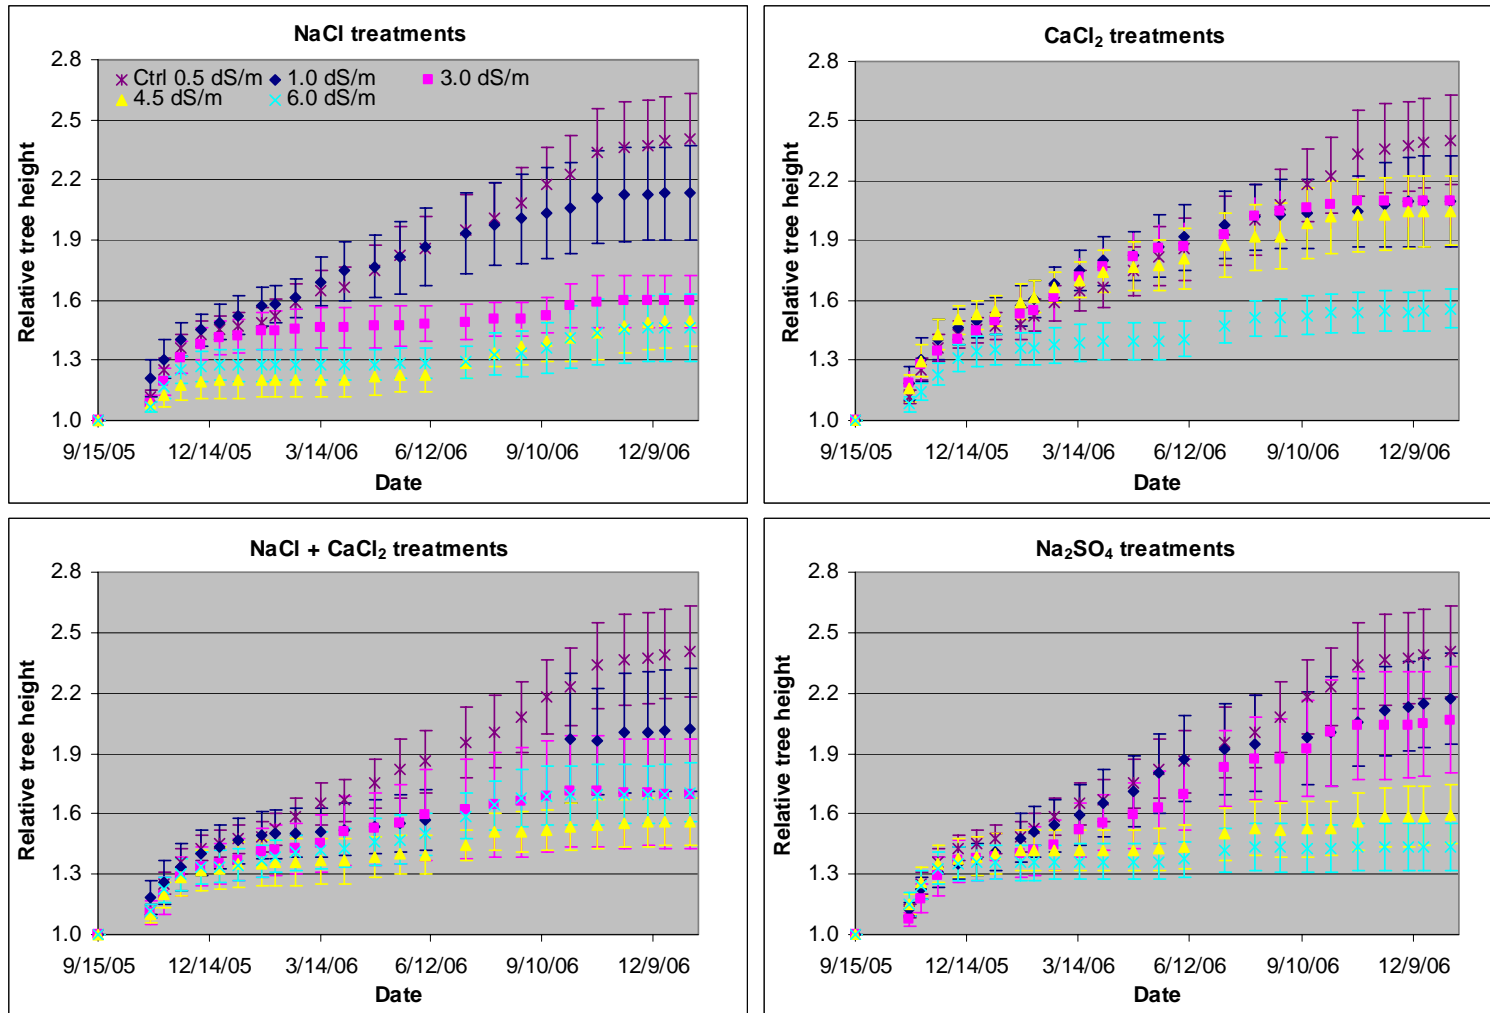 NaCl treatments
2.8
Ctrl 0.5 dS/m 1.0 dS/m 3.0 dS/m
4.5 dS/m 6.0 dS/m
2.5
2.2
1.9
1.6
1.3
1.0
Relative tree height
9/15/05 12/14/05 3/14/06 6/12/06 9/10/06 12/9/06
Date
CaCl₂ treatments
2.8
2.5
2.2
1.9
1.6
1.3
1.0
Relative tree height
9/15/05 12/14/05 3/14/06 6/12/06 9/10/06 12/9/06
Date
NaCl + CaCl₂ treatments
2.8
2.5
2.2
1.9
1.6
1.3
1.0
Relative tree height
9/15/05 12/14/05 3/14/06 6/12/06 9/10/06 12/9/06
Date
Na₂SO₄ treatments
2.8
2.5
2.2
1.9
1.6
1.3
1.0
Relative tree height
9/15/05 12/14/05 3/14/06 6/12/06 9/10/06 12/9/06
Date